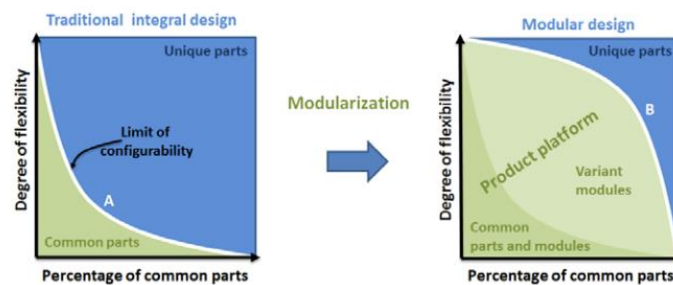 Traditional integral design
Unique parts
Limit of
configurability
A
Common parts
Degree of flexibility
Percentage of common parts
Modularization
Modular design
Unique parts
B
Product platform
Variant
modules
Common
parts and modules
Degree of flexibility
Percentage of common parts